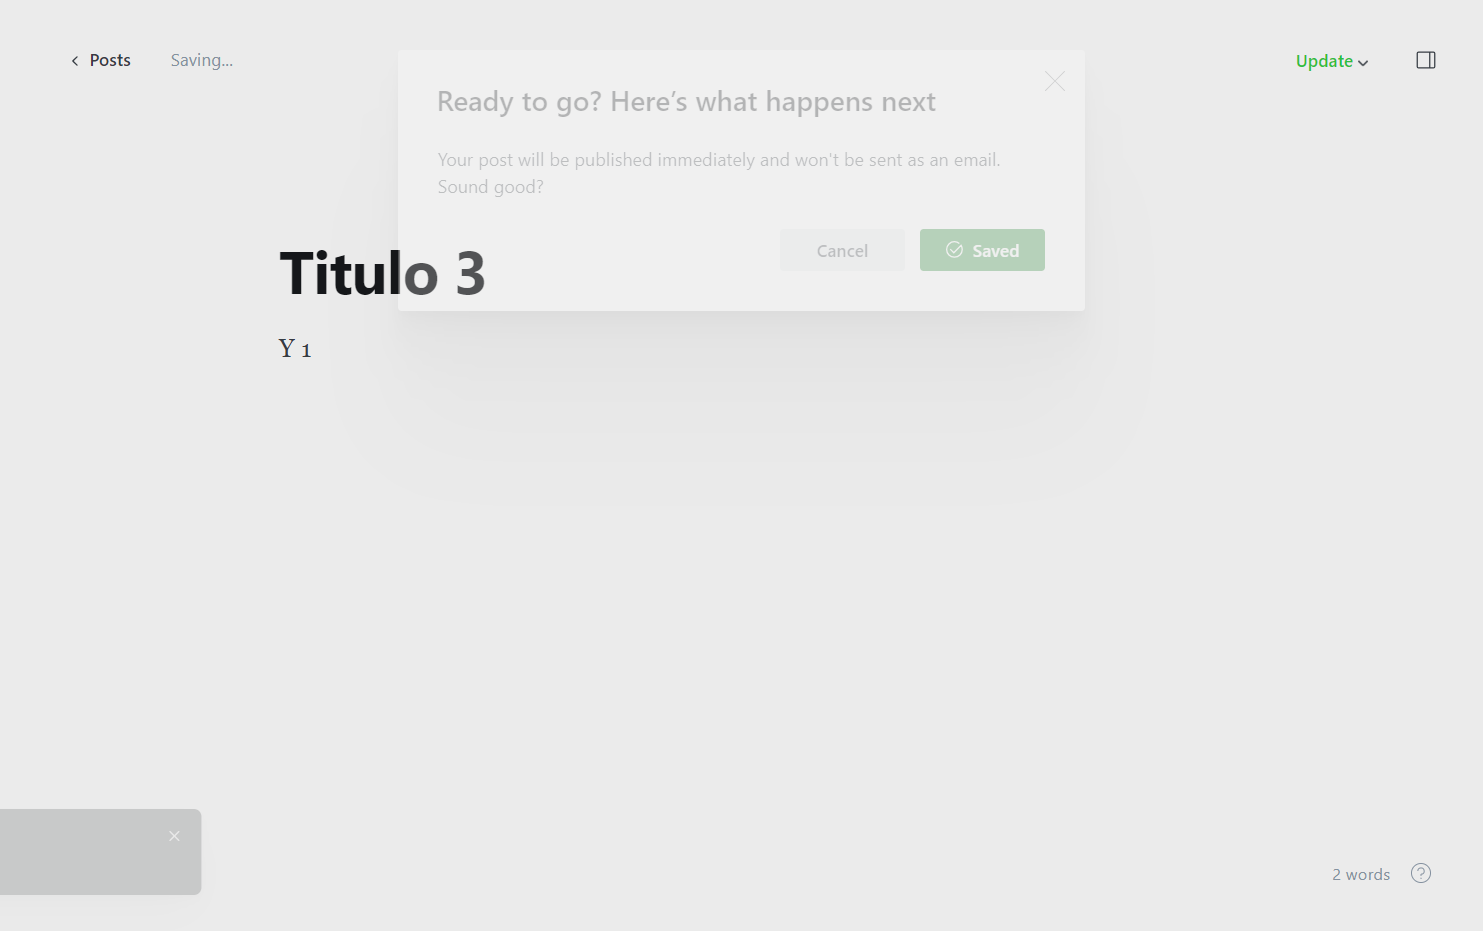 Posts
Saving...
Update
Ready to go? Here’s what happens next
Your post will be published immediately and won't be sent as an email.
Sound good?
Cancel
Saved
Titulo 3
Y 1
2 words
?